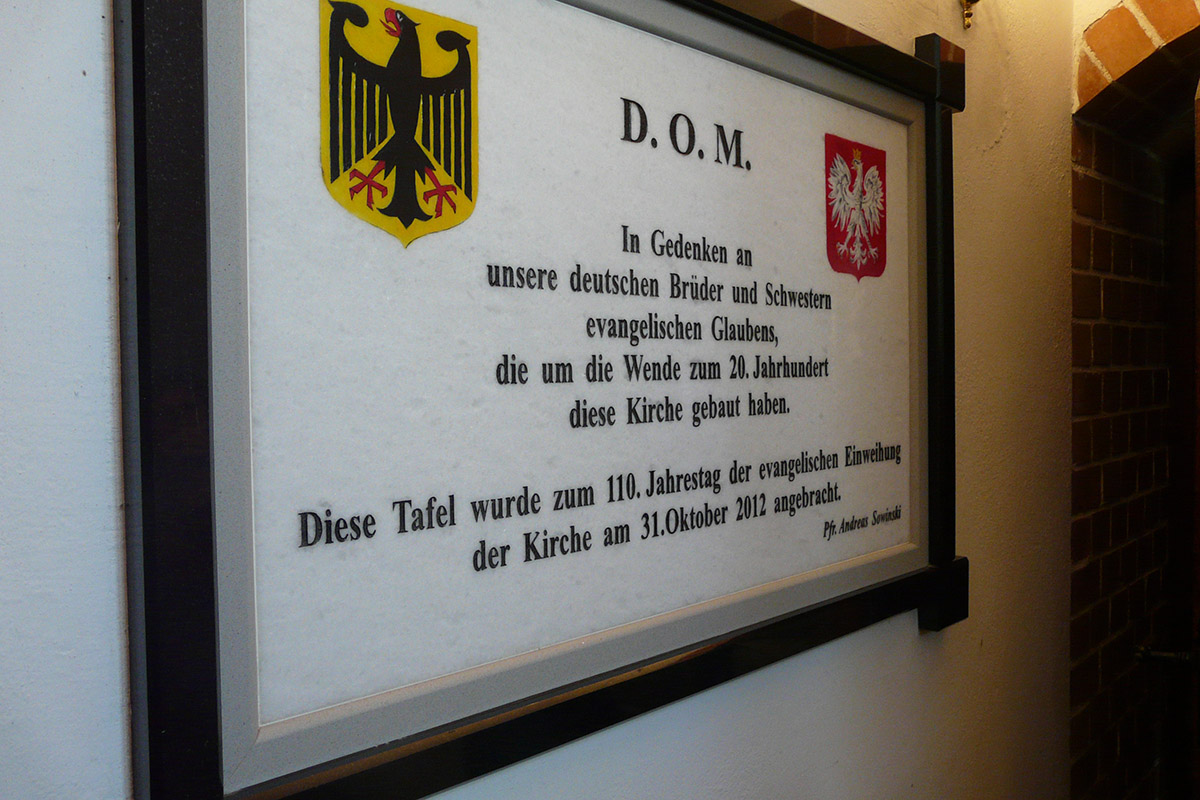 D. O. M.
In Gedenken an
unsere deutschen Brüder und Schwestern
evangelischen Glaubens,
die um die Wende zum 20. Jahrhundert
diese Kirche gebaut haben.
Diese Tafel wurde zum 110. Jahrestag der evangelischen Einweihung
der Kirche am 31.Oktober 2012 angebracht.
Pfr. Andreas Sowinski